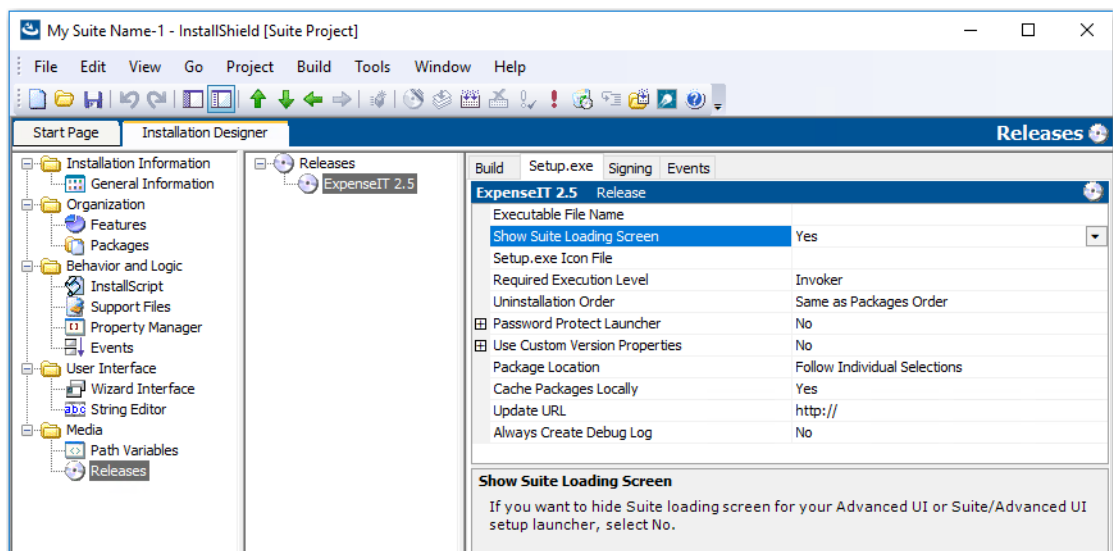 My Suite Name-1 - InstallShield [Suite Project]
File Edit View Go Project Build Tools Window Help
Start Page Installation Designer Releases
Installation Information
General Information
Organization
Features
Packages
Behavior and Logic
InstallScript
Support Files
Property Manager
Events
User Interface
Wizard Interface
abc String Editor
Media
Path Variables
Releases
Releases
ExpenseIT 2.5
Build Setup.exe Signing Events
ExpenseIT 2.5 Release
Executable File Name
Show Suite Loading Screen Yes
Setup.exe Icon File
Required Execution Level Invoker
Uninstallation Order Same as Packages Order
Password Protect Launcher No
Use Custom Version Properties No
Package Location Follow Individual Selections
Cache Packages Locally Yes
Update URL http://
Always Create Debug Log No
Show Suite Loading Screen
If you want to hide Suite loading screen for your Advanced UI or Suite/Advanced UI
setup launcher, select No.